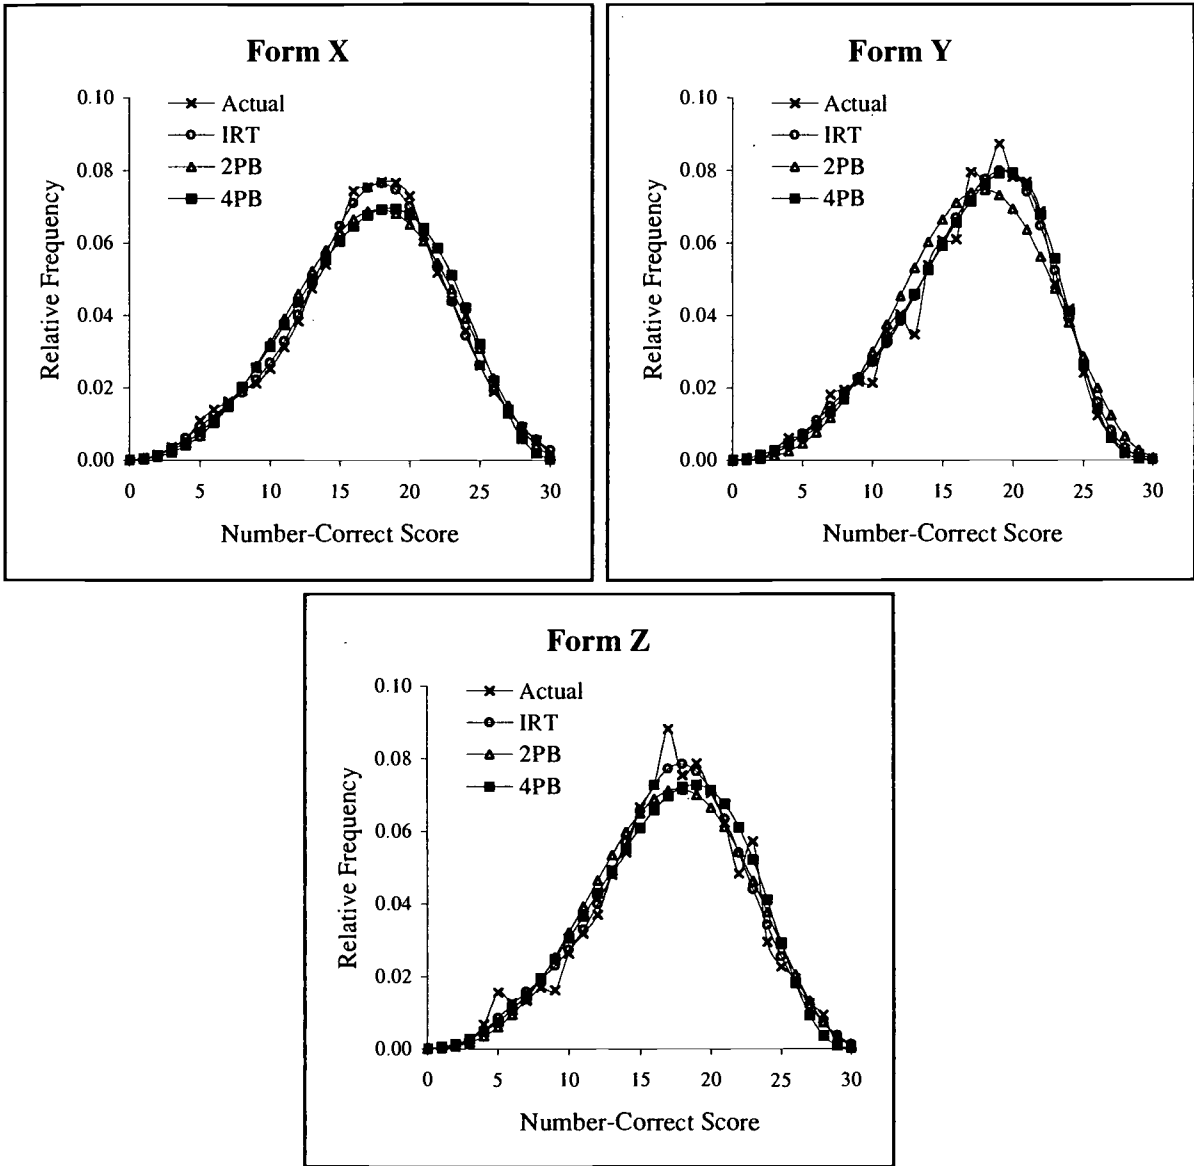 Form X
Actual
IRT
2PB
4PB
Relative Frequency
0.10
0.08
0.06
0.04
0.02
0.00
0 5 10 15 20 25 30
Number-Correct Score
Form Y
Actual
IRT
2PB
4PB
Relative Frequency
0.10
0.08
0.06
0.04
0.02
0.00
0 5 10 15 20 25 30
Number-Correct Score
Form Z
Actual
IRT
2PB
4PB
Relative Frequency
0.10
0.08
0.06
0.04
0.02
0.00
0 5 10 15 20 25 30
Number-Correct Score